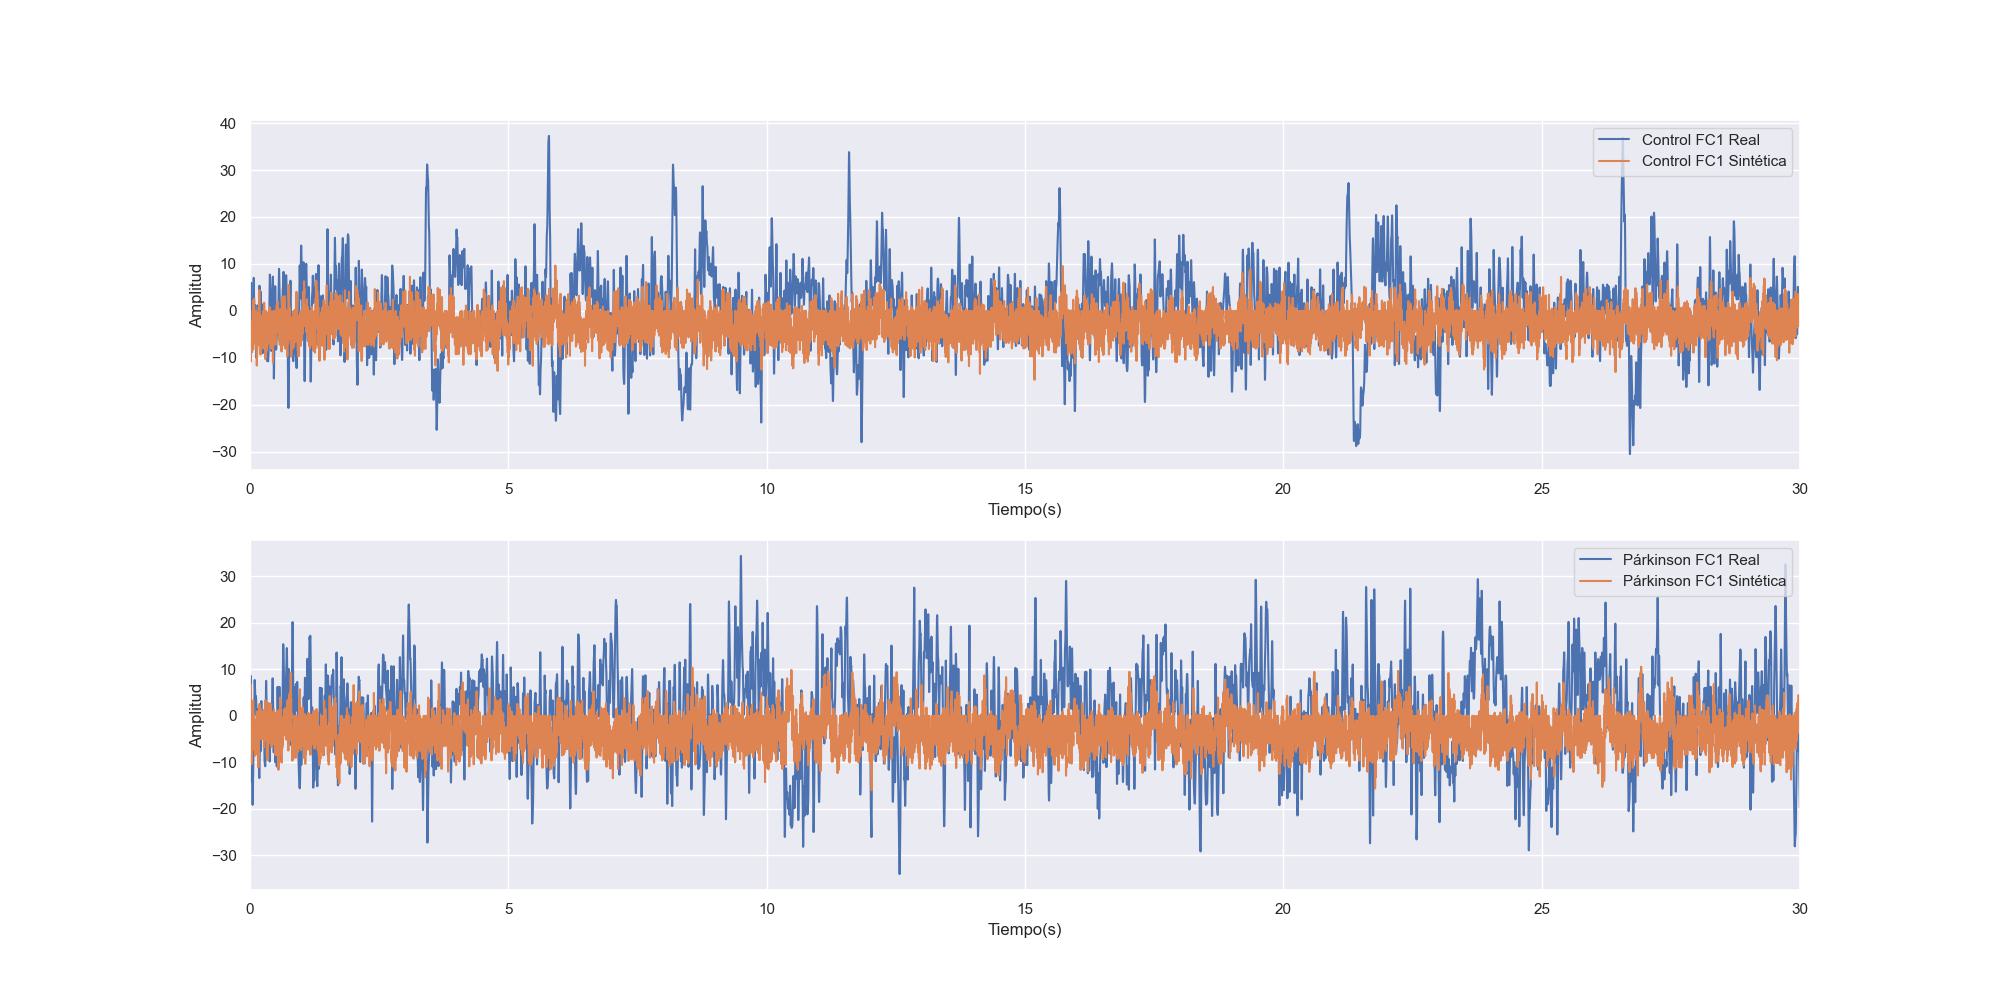 40
30
20
10
0
−10
−20
−30
Amplitud
Control FC1 Real
Control FC1 Sintética
0 5 10 15 20 25 30
Tiempo(s)
30
20
10
0
−10
−20
−30
Amplitud
Párkinson FC1 Real
Párkinson FC1 Sintética
0 5 10 15 20 25 30
Tiempo(s)